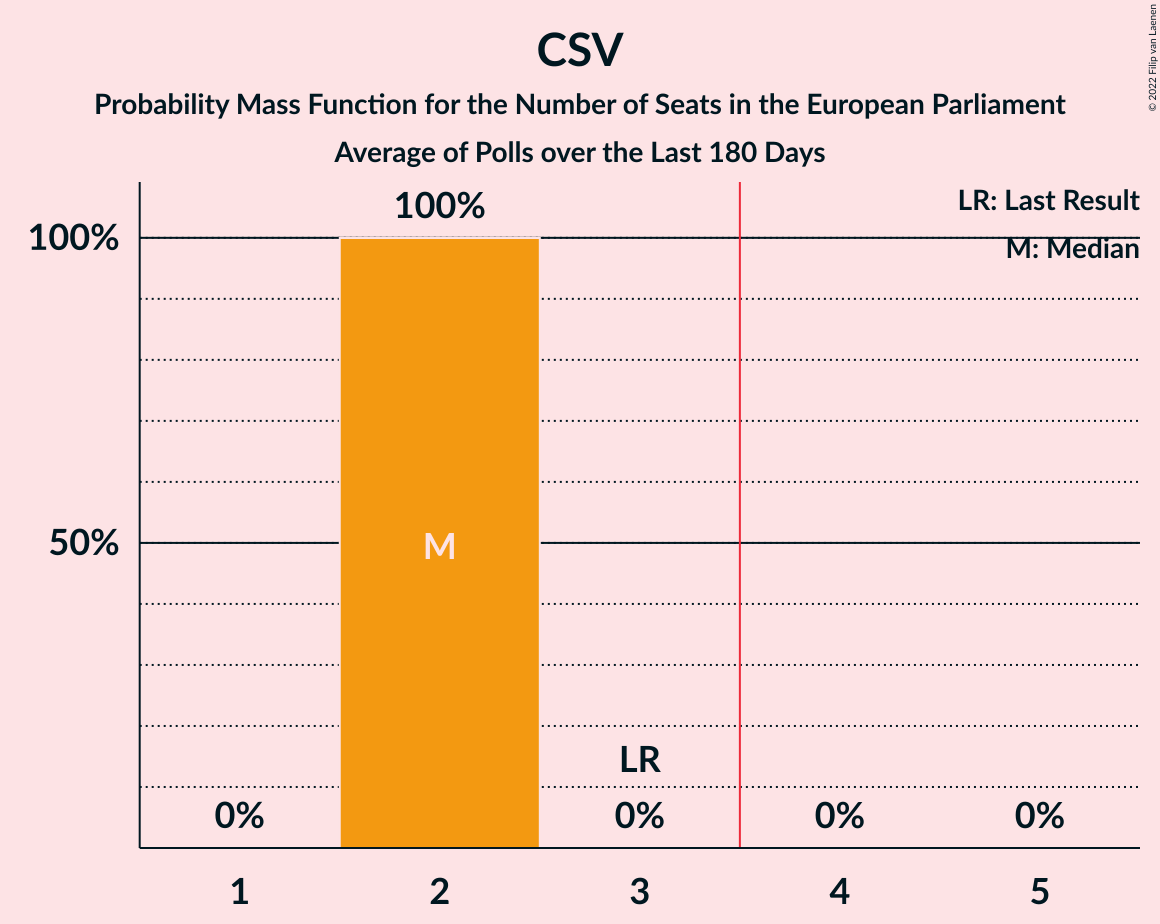 CSV
Probability Mass Function for the Number of Seats in the European Parliament
Average of Polls over the Last 180 Days
© 2022 Filip van Laenen
LR: Last Result
M: Median
100%
100%
50%
M
LR
0%
0%
0%
0%
1
2
3
4
5